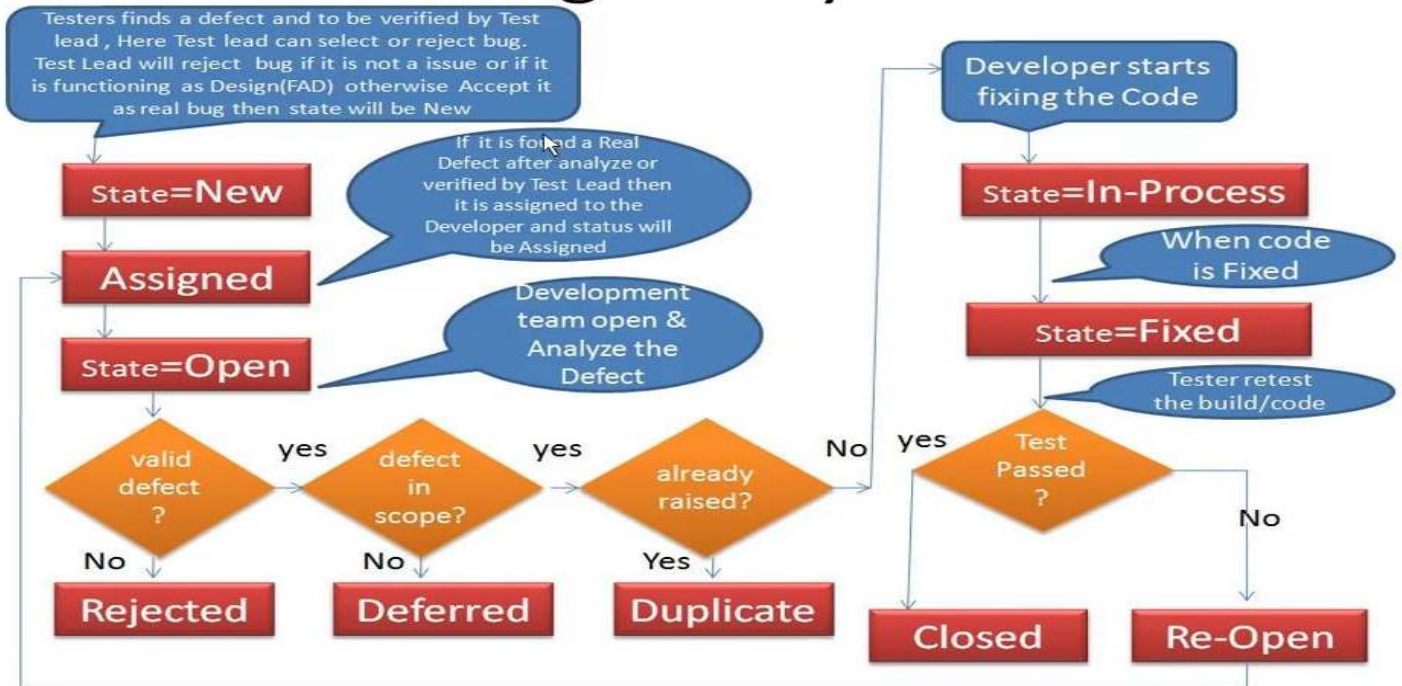 Testers finds a defect and to be verified by Test
lead , Here Test lead can select or reject bug.
Test Lead will reject bug if it is not a issue or if it
is functioning as Design(FAD) otherwise Accept it
as real bug then state will be New
State=New
If it is found a Real
Defect after analyze or
verified by Test Lead then
it is assigned to the
Developer and status will
be Assigned
Assigned
Development
team open &
Analyze the
Defect
State=Open
valid
defect
?
yes
No
Rejected
defect
in
scope?
yes
No
Deferred
already
raised?
No
Yes
Duplicate
Developer starts
fixing the Code
State=In-Process
When code
is Fixed
State=Fixed
Tester retest
the build/code
Test
Passed
?
yes
No
Closed
Re-Open